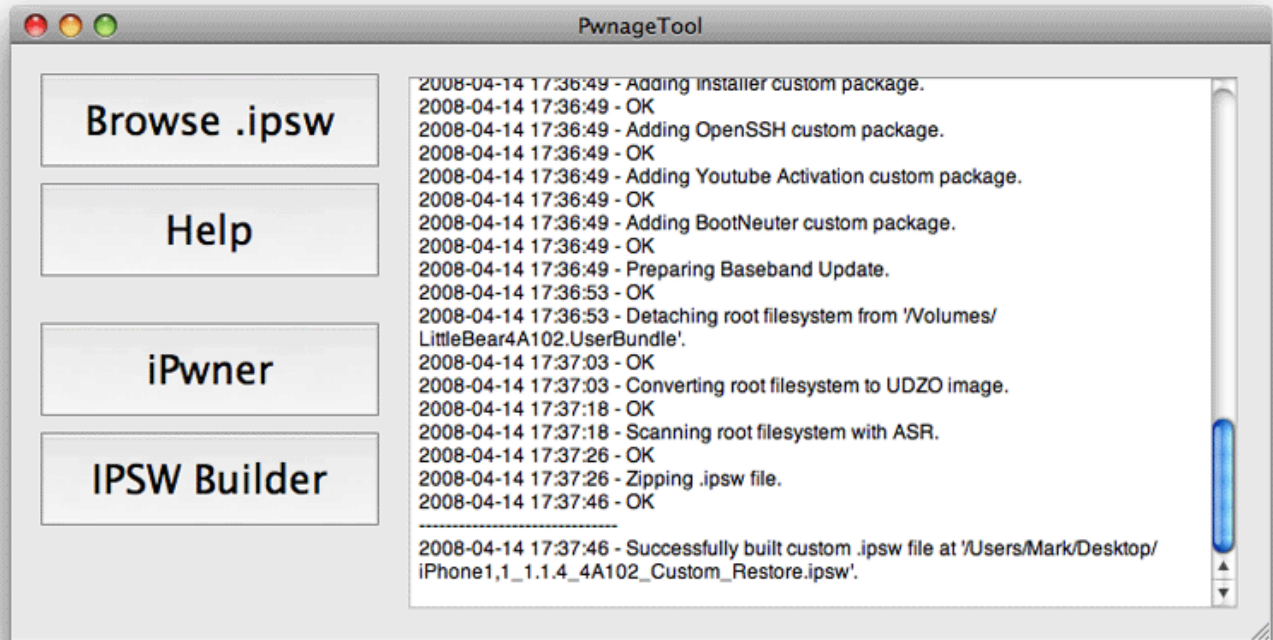 PwnageTool
Browse .ipsw
Help
iPwner
IPSW Builder
2008-04-14 17:36:49 - Adding Installer custom package.
2008-04-14 17:36:49 - OK
2008-04-14 17:36:49 - Adding OpenSSH custom package.
2008-04-14 17:36:49 - OK
2008-04-14 17:36:49 - Adding Youtube Activation custom package.
2008-04-14 17:36:49 - OK
2008-04-14 17:36:49 - Adding BootNeuter custom package.
2008-04-14 17:36:49 - OK
2008-04-14 17:36:49 - Preparing Baseband Update.
2008-04-14 17:36:53 - OK
2008-04-14 17:36:53 - Detaching root filesystem from '/Volumes/
LittleBear4A102.UserBundle'.
2008-04-14 17:37:03 - OK
2008-04-14 17:37:03 - Converting root filesystem to UDZO image.
2008-04-14 17:37:18 - OK
2008-04-14 17:37:18 - Scanning root filesystem with ASR.
2008-04-14 17:37:26 - OK
2008-04-14 17:37:26 - Zipping .ipsw file.
2008-04-14 17:37:46 - OK
------------------------------
2008-04-14 17:37:46 - Successfully built custom .ipsw file at '/Users/Mark/Desktop/
iPhone1,1_1.1.4_4A102_Custom_Restore.ipsw'.